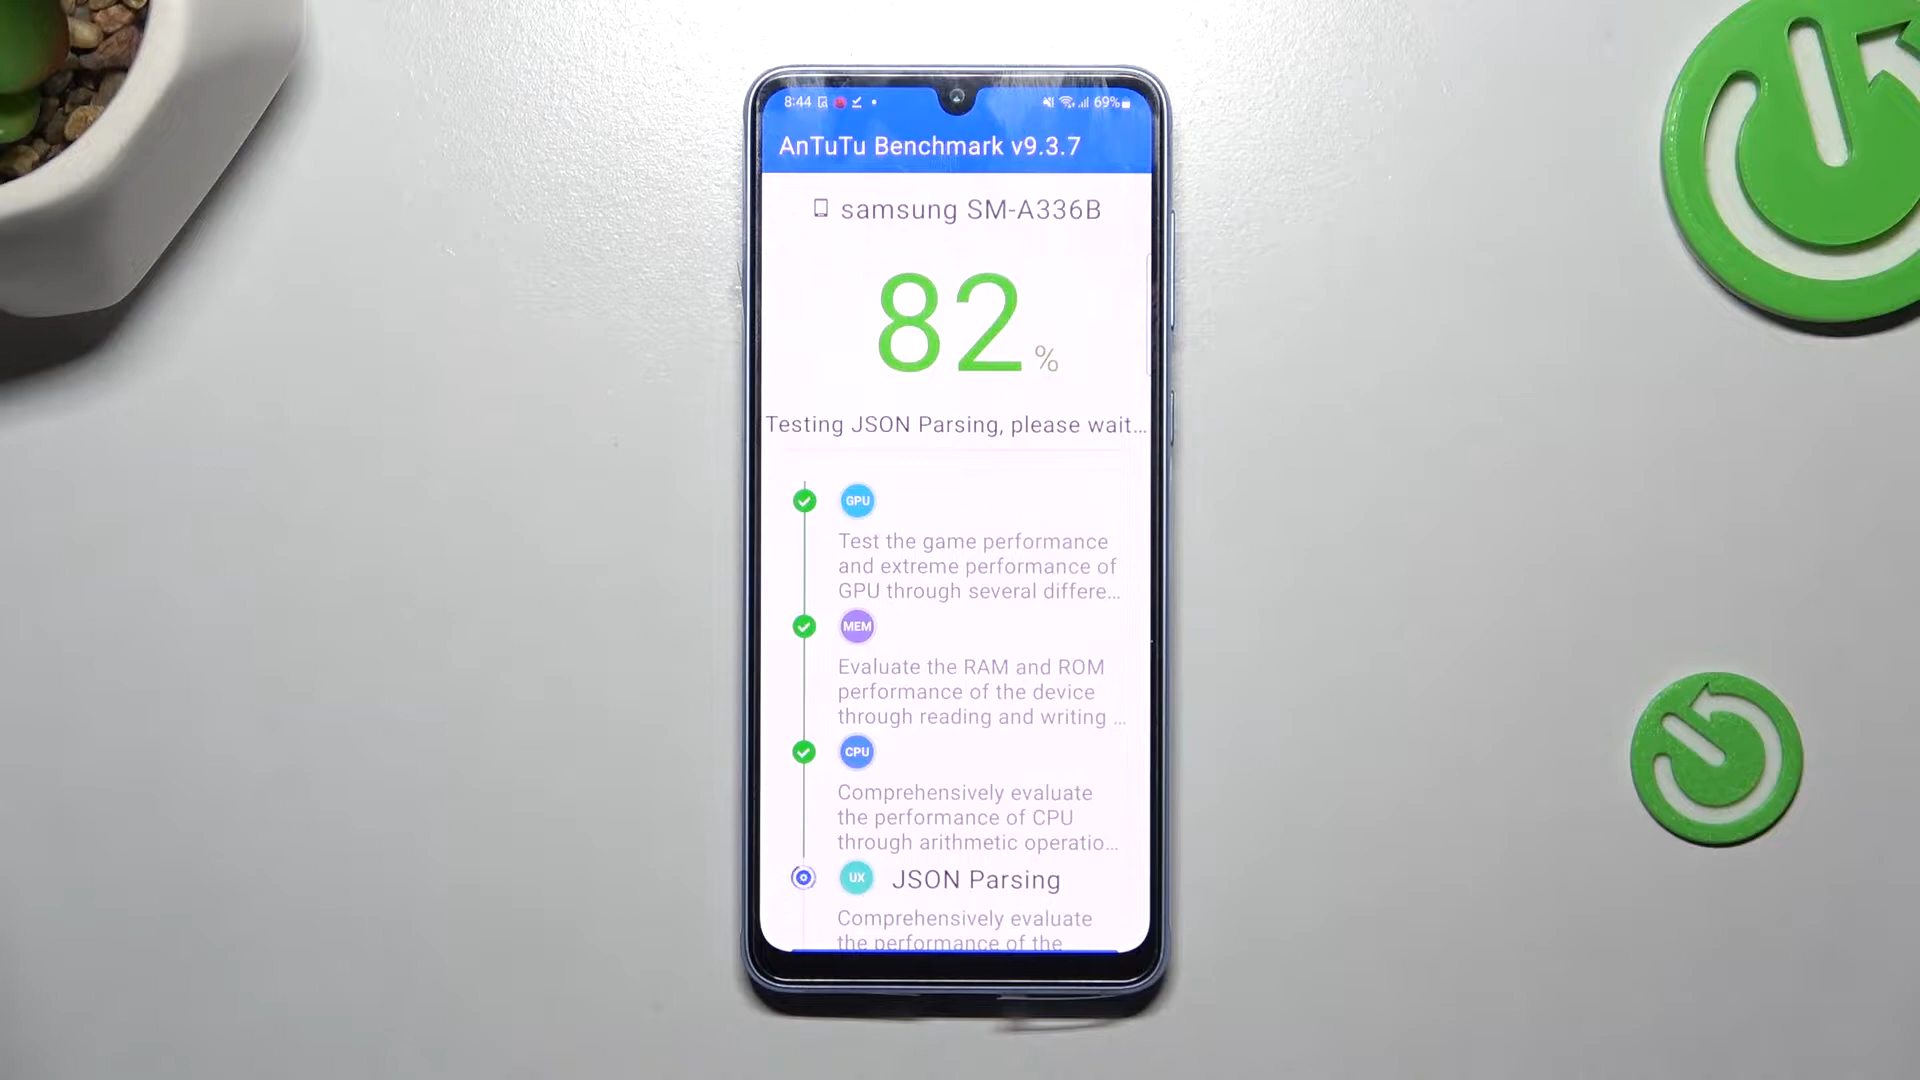 8:44 69%
AnTuTu Benchmark v9.3.7
samsung SM-A336B
82%
Testing JSON Parsing, please wait...
GPU
Test the game performance
and extreme performance of
GPU through several differe...
MEM
Evaluate the RAM and ROM
performance of the device
through reading and writing ...
CPU
Comprehensively evaluate
the performance of CPU
through arithmetic operatio...
UX JSON Parsing
Comprehensively evaluate
the performance of the